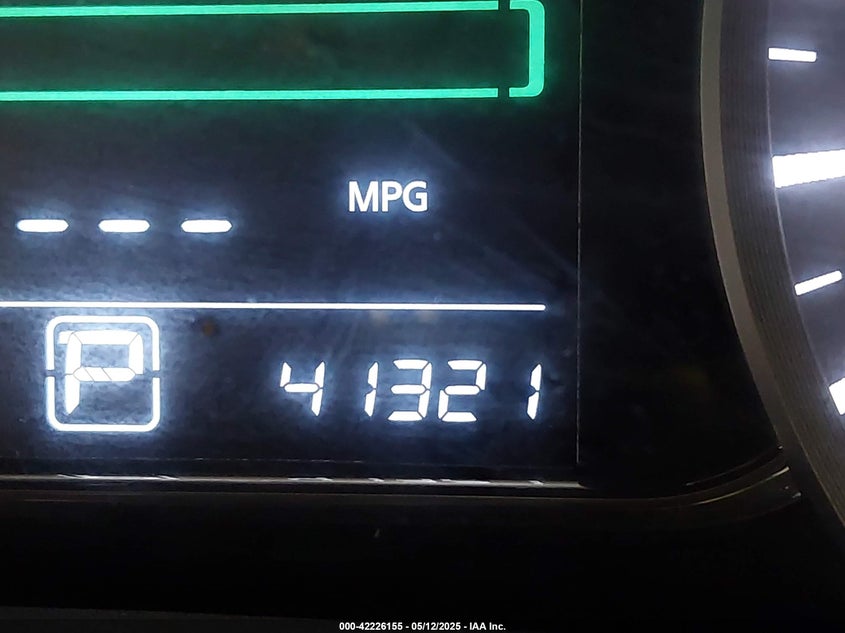 --- MPG
P 41321
000-42226155 - 05/12/2025 - IAA Inc.